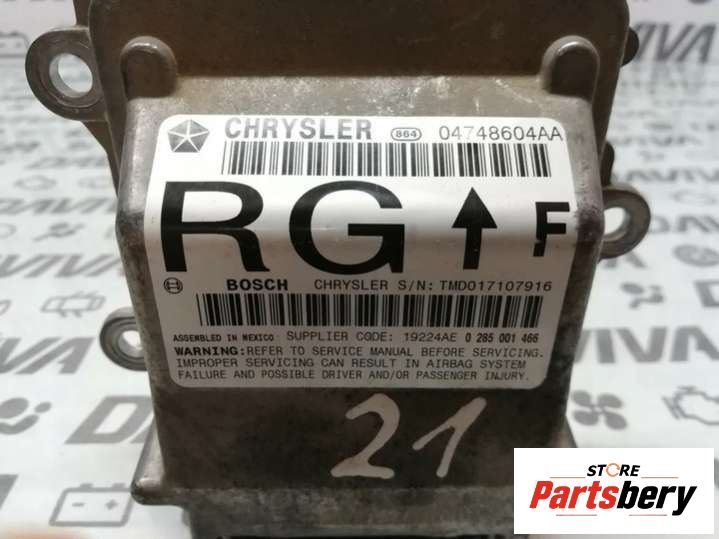 CHRYSLER 864 04748604AA
RG F
BOSCH CHRYSLER S/N: TMD017107916
ASSEMBLED IN MEXICO: SUPPLIER CODE: 19224AE 0 285 001 466
WARNING:REFER TO SERVICE MANUAL BEFORE SERVICING.
IMPROPER SERVICING CAN RESULT IN AIRBAG SYSTEM
FAILURE AND POSSIBLE DRIVER AND/OR PASSENGER INJURY.
21
STORE
Partsbery
DAVIVA